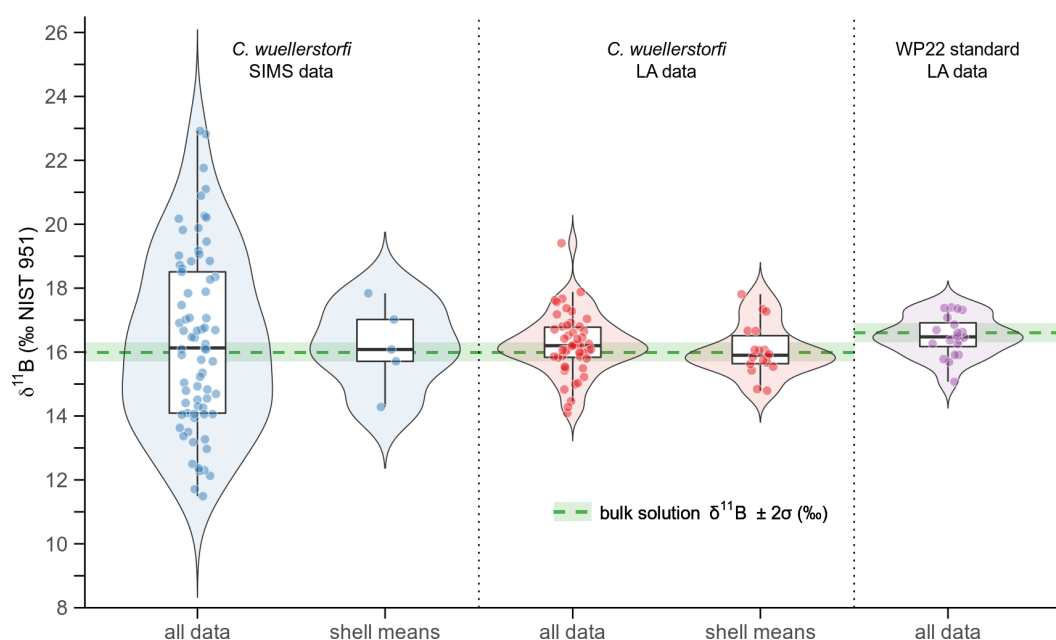 C. wuellerstorfi
SIMS data
C. wuellerstorfi
LA data
WP22 standard
LA data
δ¹¹B (‰ NIST 951)
26
24
22
20
18
16
14
12
10
8
bulk solution δ¹¹B ± 2σ (‰)
all data
shell means
all data
shell means
all data